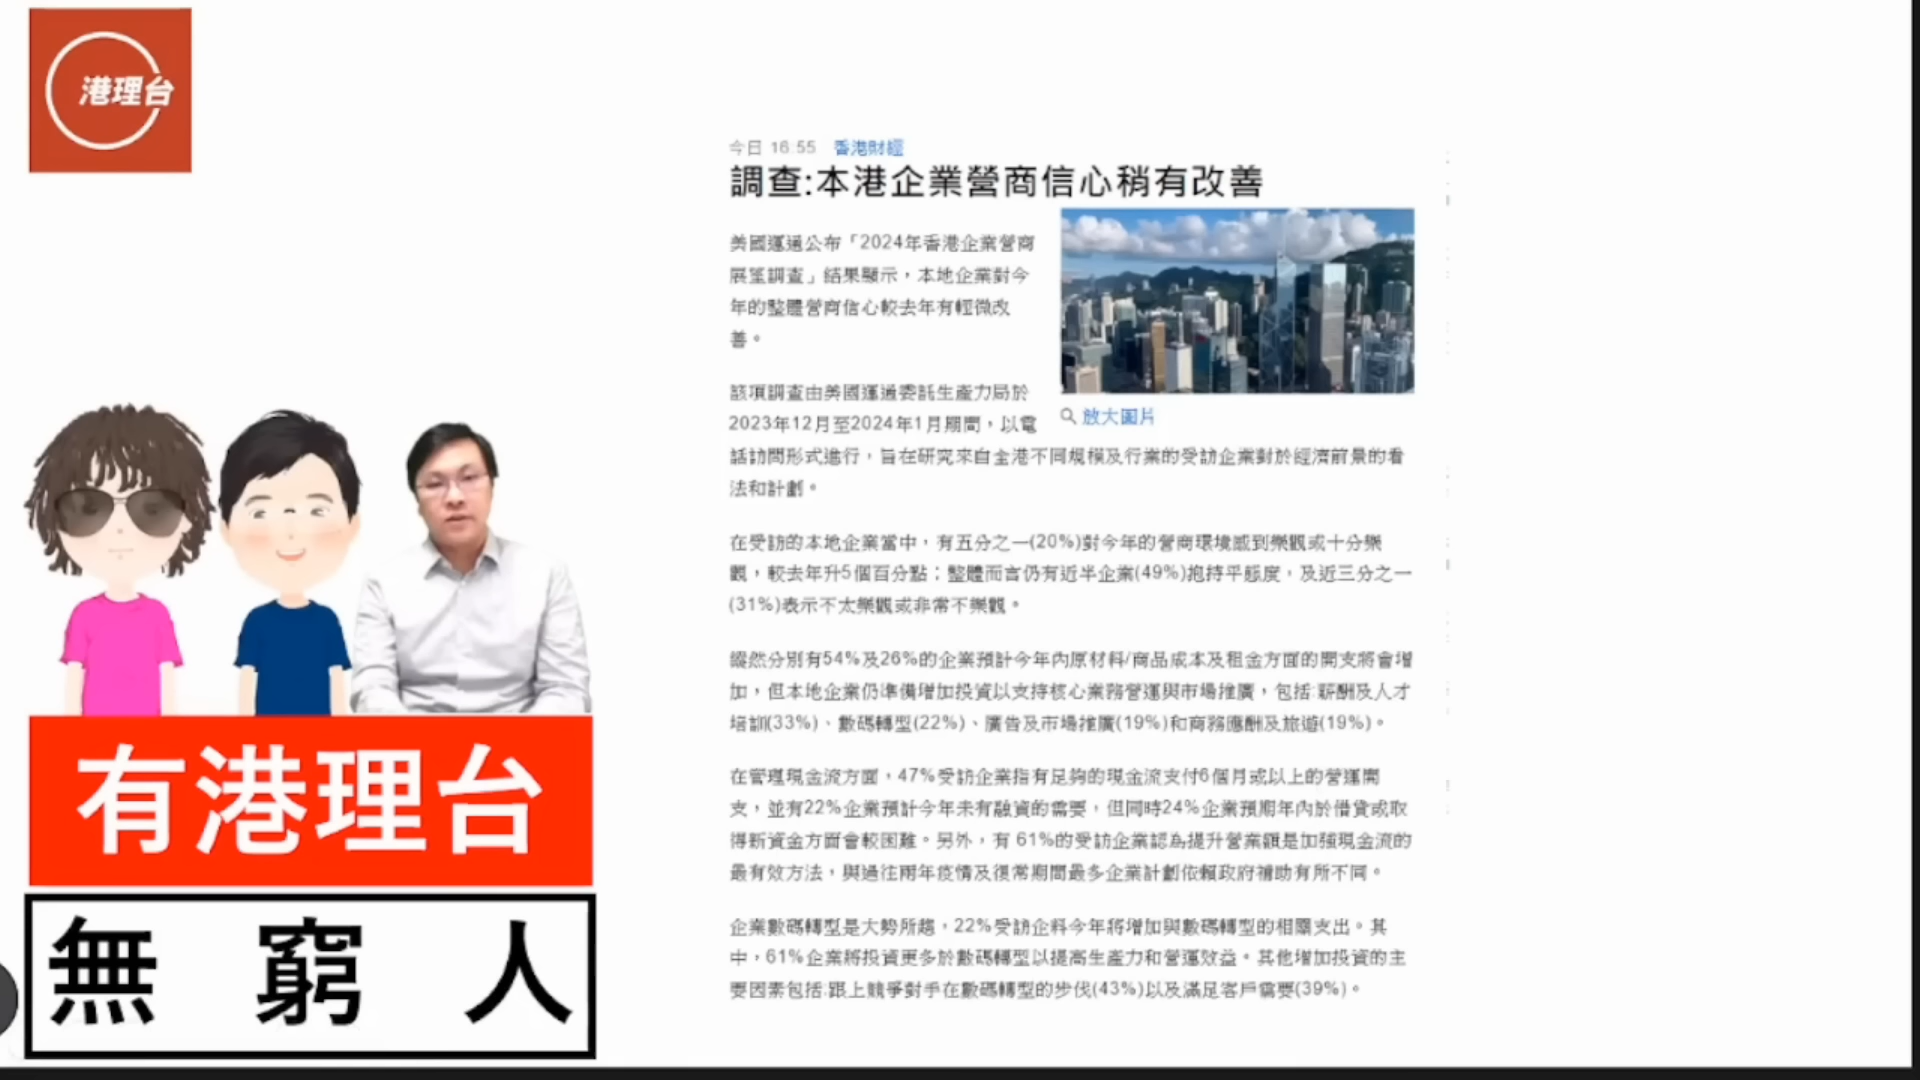 港理台
今日 16:55 香港財經
調查:本港企業營商信心稍有改善
美國運通公布「2024年香港企業營商
展望調查」結果顯示，本地企業對今
年的整體營商信心較去年有輕微改
善。
放大圖片
該項調查由美國運通委託生產力局於
2023年12月至2024年1月期間，以電
話訪問形式進行，旨在研究來自全港不同規模及行業的受訪企業對於經濟前景的看
法和計劃。
在受訪的本地企業當中，有五分之一(20%)對今年的營商環境感到樂觀或十分樂
觀，較去年升5個百分點；整體而言仍有近半企業(49%)抱持平態度，及近三分之一
(31%)表示不太樂觀或非常不樂觀。
縱然分別有54%及26%的企業預計今年內原材料/商品成本及租金方面的開支將會增
加，但本地企業仍準備增加投資以支持核心業務營運與市場推廣，包括:薪酬及人才
培訓(33%)、數碼轉型(22%)、廣告及市場推廣(19%)和商務應酬及旅遊(19%)。
在管理現金流方面，47%受訪企業指有足夠的現金流支付6個月或以上的營運開
支，並有22%企業預計今年未有融資的需要，但同時24%企業預期年內於借貸或取
得新資金方面會較困難。另外，有 61%的受訪企業認為提升營業額是加強現金流的
最有效方法，與過往兩年疫情及復常期間最多企業計劃依賴政府補助有所不同。
企業數碼轉型是大勢所趨，22%受訪企料今年將增加與數碼轉型的相關支出。其
中，61%企業將投資更多於數碼轉型以提高生產力和營運效益。其他增加投資的主
要因素包括:跟上競爭對手在數碼轉型的步伐(43%)以及滿足客戶需要(39%)。
有港理台
無 窮 人